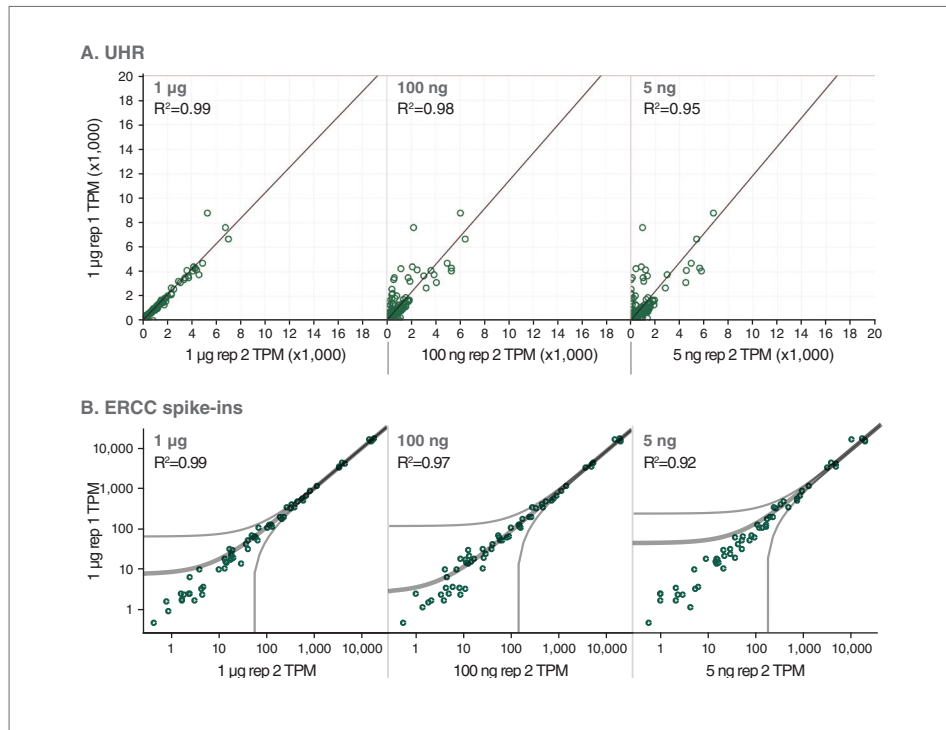 A. UHR
1 µg
R²=0.99
100 ng
R²=0.98
5 ng
R²=0.95
1 µg rep 1 TPM (x1,000)
20
18
16
14
12
10
8
6
4
2
0
0 2 4 6 8 10 12 14 16 18
0 2 4 6 8 10 12 14 16 18
0 2 4 6 8 10 12 14 16 18 20
1 µg rep 2 TPM (x1,000)
100 ng rep 2 TPM (x1,000)
5 ng rep 2 TPM (x1,000)
B. ERCC spike-ins
1 µg
R²=0.99
100 ng
R²=0.97
5 ng
R²=0.92
1 µg rep 1 TPM
10,000
1,000
100
10
1
1 10 100 1,000 10,000
1 10 100 1,000 10,000
1 10 100 1,000 10,000
1 µg rep 2 TPM
100 ng rep 2 TPM
5 ng rep 2 TPM